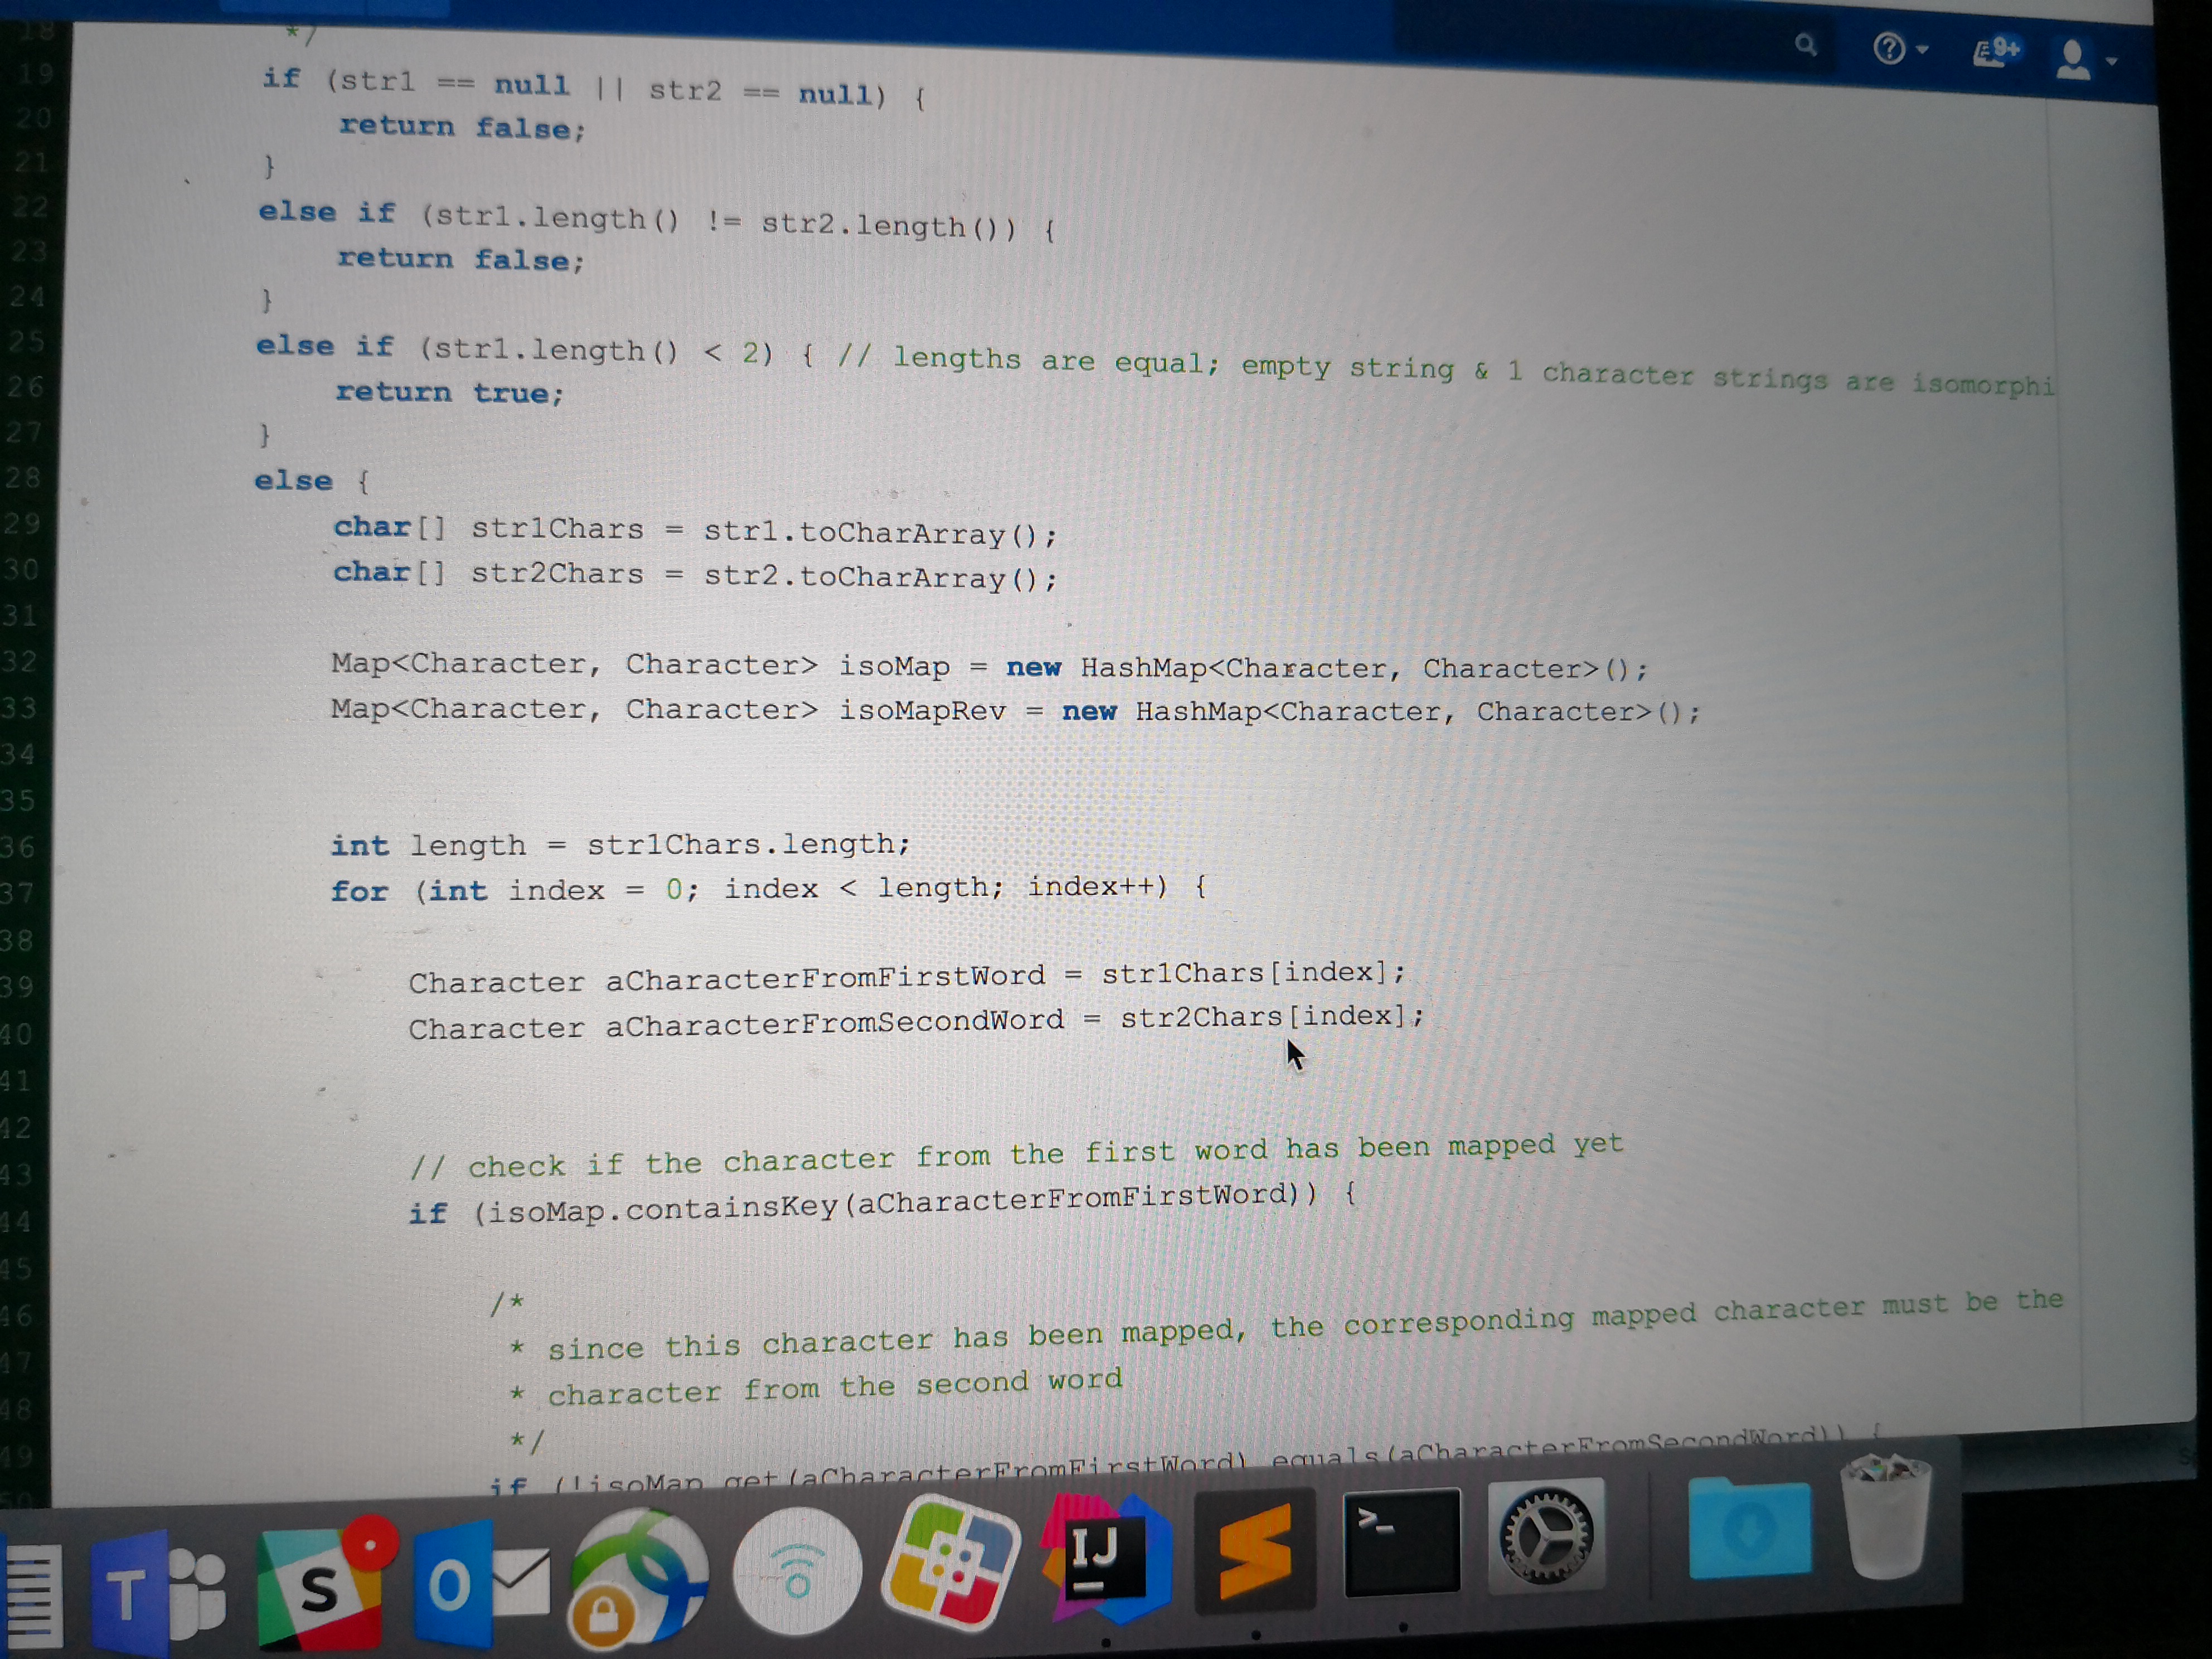 9+
18 */
19 if (str1 == null || str2 == null) {
20 return false;
21 }
22 else if (str1.length() != str2.length()) {
23 return false;
24 }
25 else if (str1.length() < 2) { // lengths are equal; empty string & 1 character strings are isomorphi
26 return true;
27 }
28 else {
29 char[] str1Chars = str1.toCharArray();
30 char[] str2Chars = str2.toCharArray();
31
32 Map<Character, Character> isoMap = new HashMap<Character, Character>();
33 Map<Character, Character> isoMapRev = new HashMap<Character, Character>();
34
35
36 int length = str1Chars.length;
37 for (int index = 0; index < length; index++) {
38
39 Character aCharacterFromFirstWord = str1Chars[index];
40 Character aCharacterFromSecondWord = str2Chars[index];
41
42
43 // check if the character from the first word has been mapped yet
44 if (isoMap.containsKey(aCharacterFromFirstWord)) {
45
46 /*
47 * since this character has been mapped, the corresponding mapped character must be the
48 * character from the second word
49 */
50 if (!isoMap.get(aCharacterFromFirstWord).equals(aCharacterFromSecondWord)) {
T
S
O
IJ
S
>_